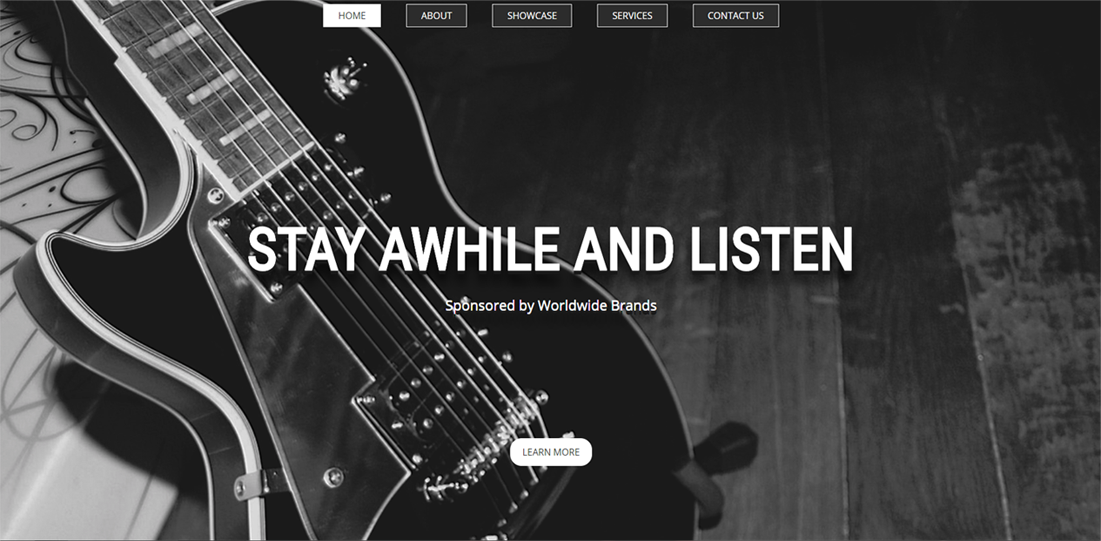 HOME
ABOUT
SHOWCASE
SERVICES
CONTACT US
STAY AWHILE AND LISTEN
Sponsored by Worldwide Brands
LEARN MORE